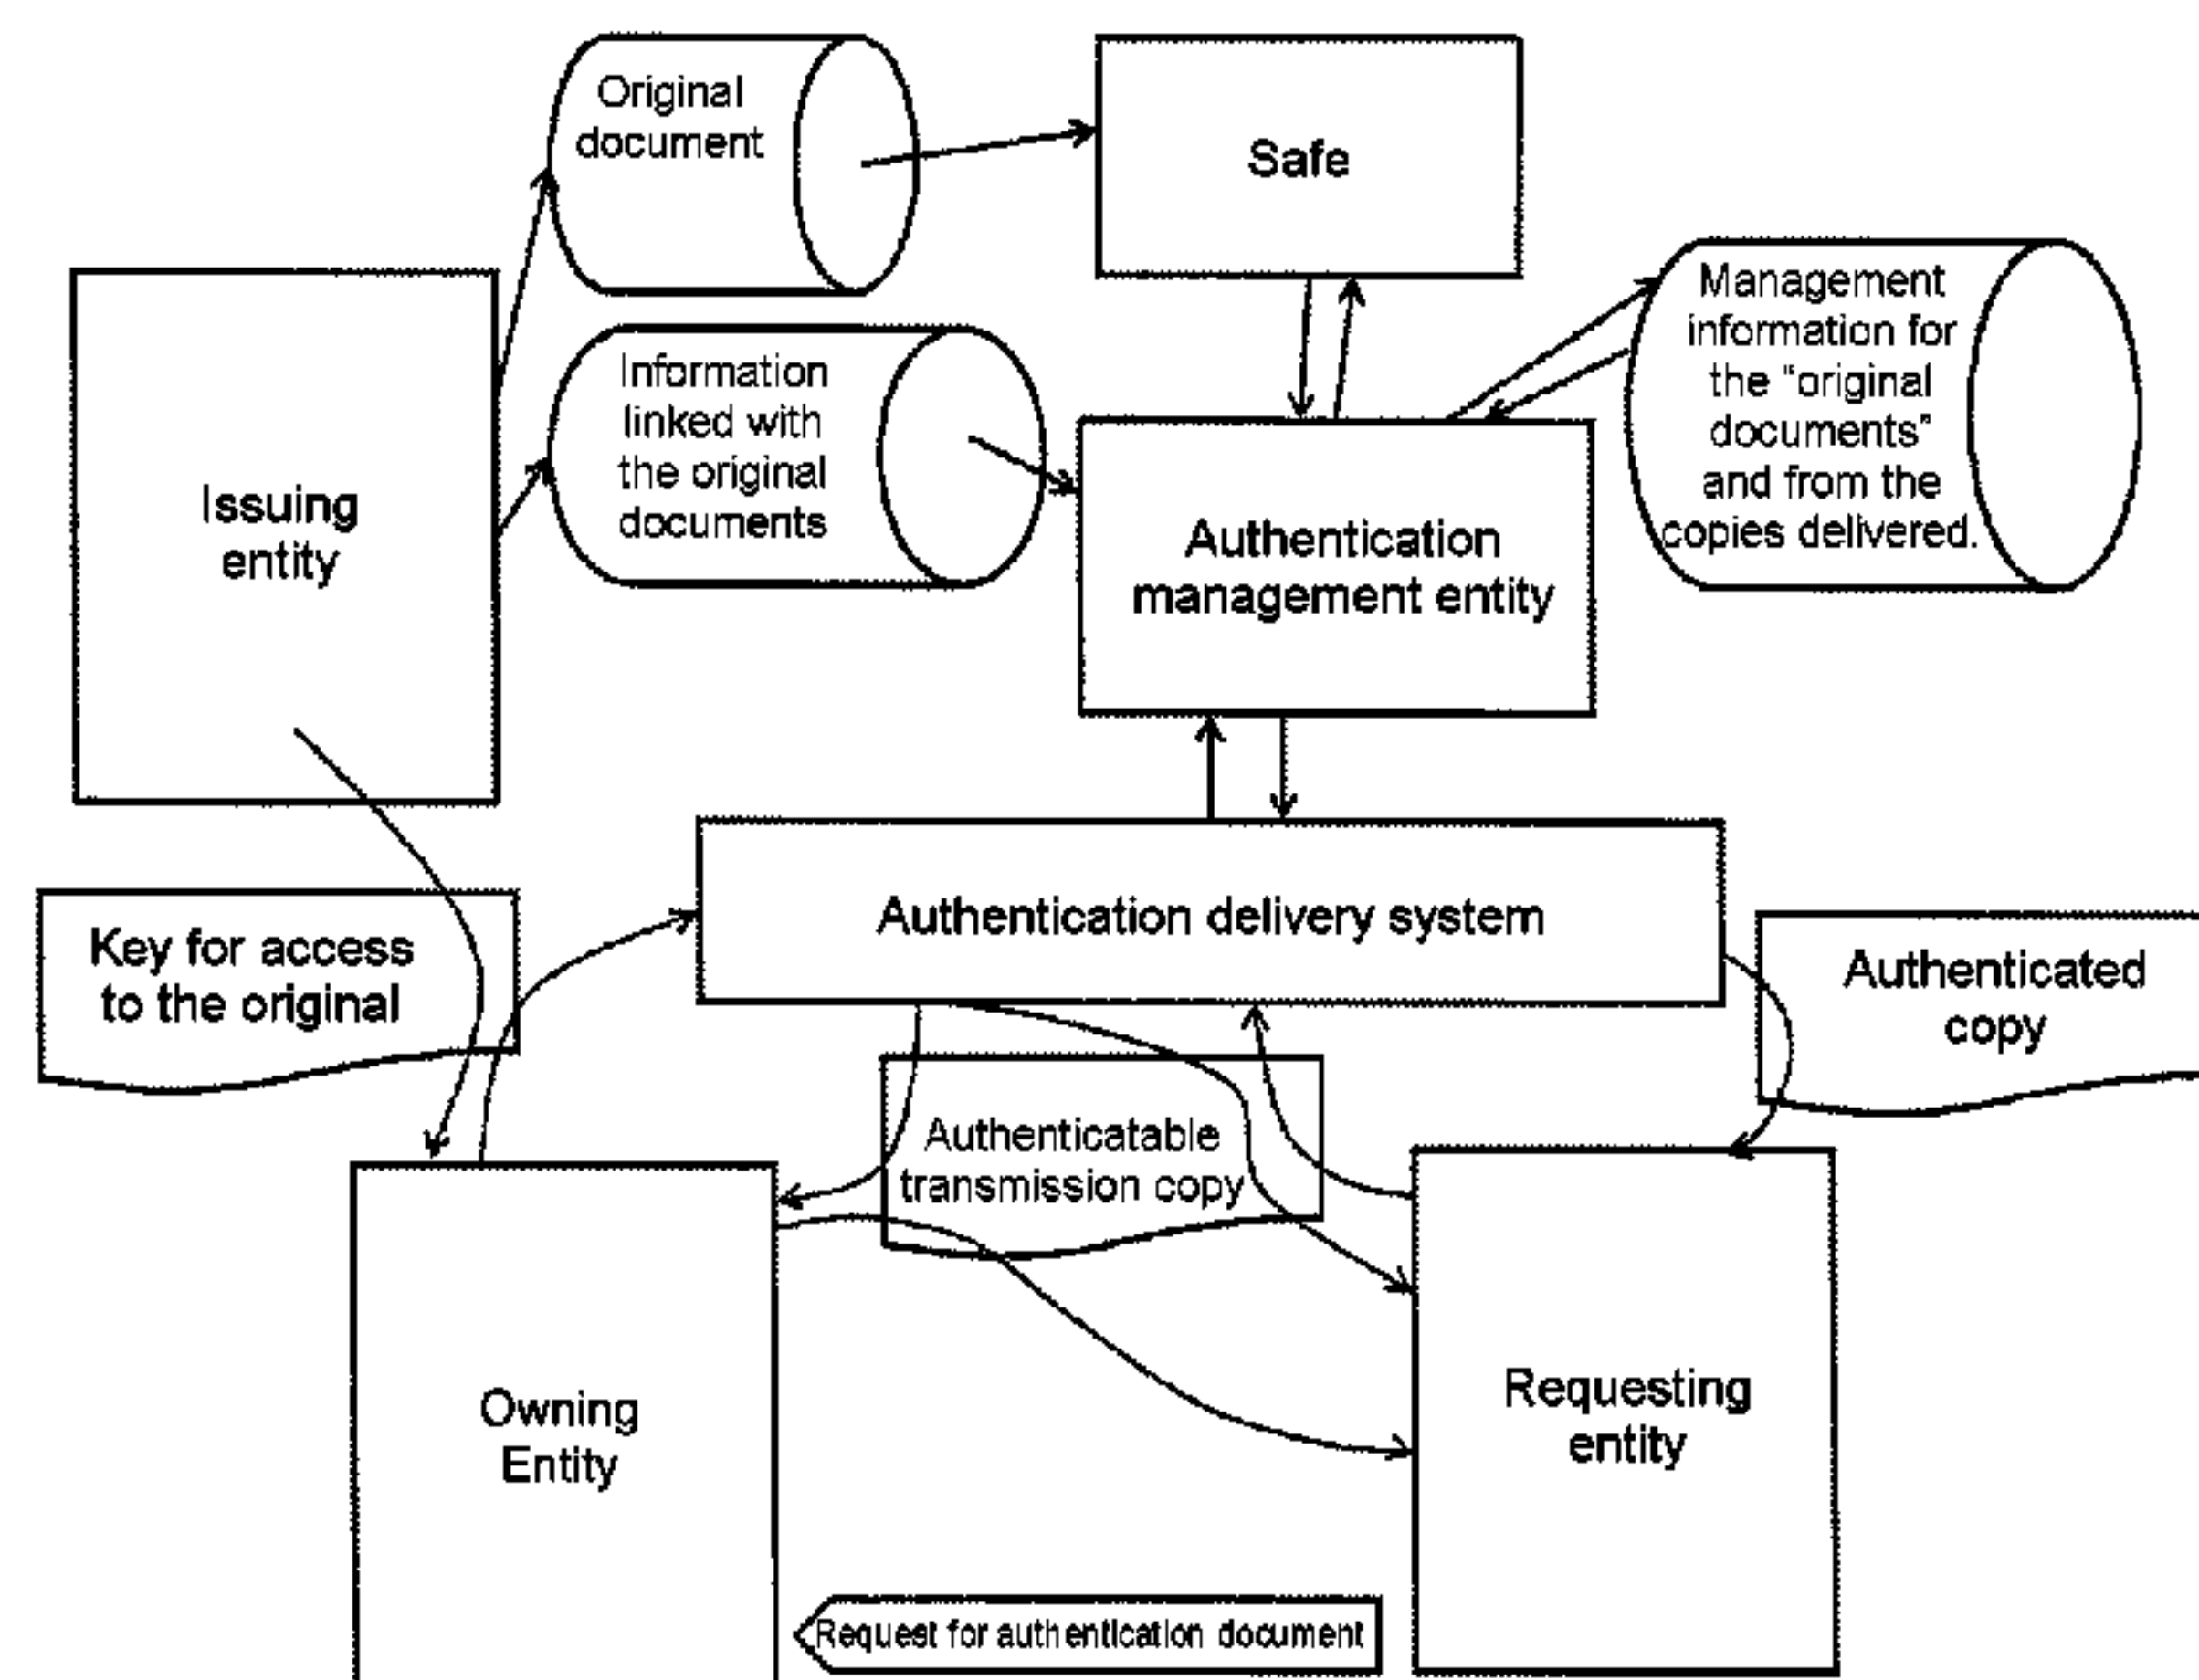 Original
document
Safe
Management
information for
the "original
documents"
and from the
copies delivered.
Information
linked with
the original
documents
Issuing
entity
Authentication
management entity
Authentication delivery system
Key for access
to the original
Authenticated
copy
Authenticatable
transmission copy
Owning
Entity
Requesting
entity
Request for authentication document